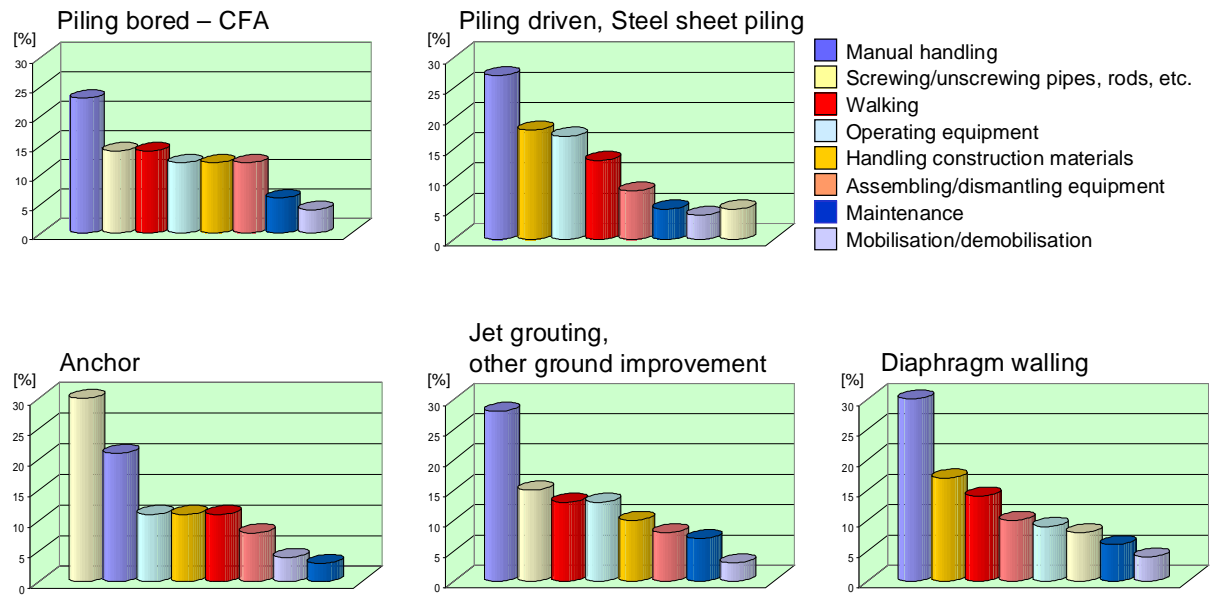 Piling bored – CFA
[%]
30
25
20
15
10
5
0
Piling driven, Steel sheet piling
[%]
30
25
20
15
10
5
0
Manual handling
Screwing/unscrewing pipes, rods, etc.
Walking
Operating equipment
Handling construction materials
Assembling/dismantling equipment
Maintenance
Mobilisation/demobilisation
Anchor
[%]
30
25
20
15
10
5
0
Jet grouting,
other ground improvement
[%]
30
25
20
15
10
5
0
Diaphragm walling
[%]
30
25
20
15
10
5
0